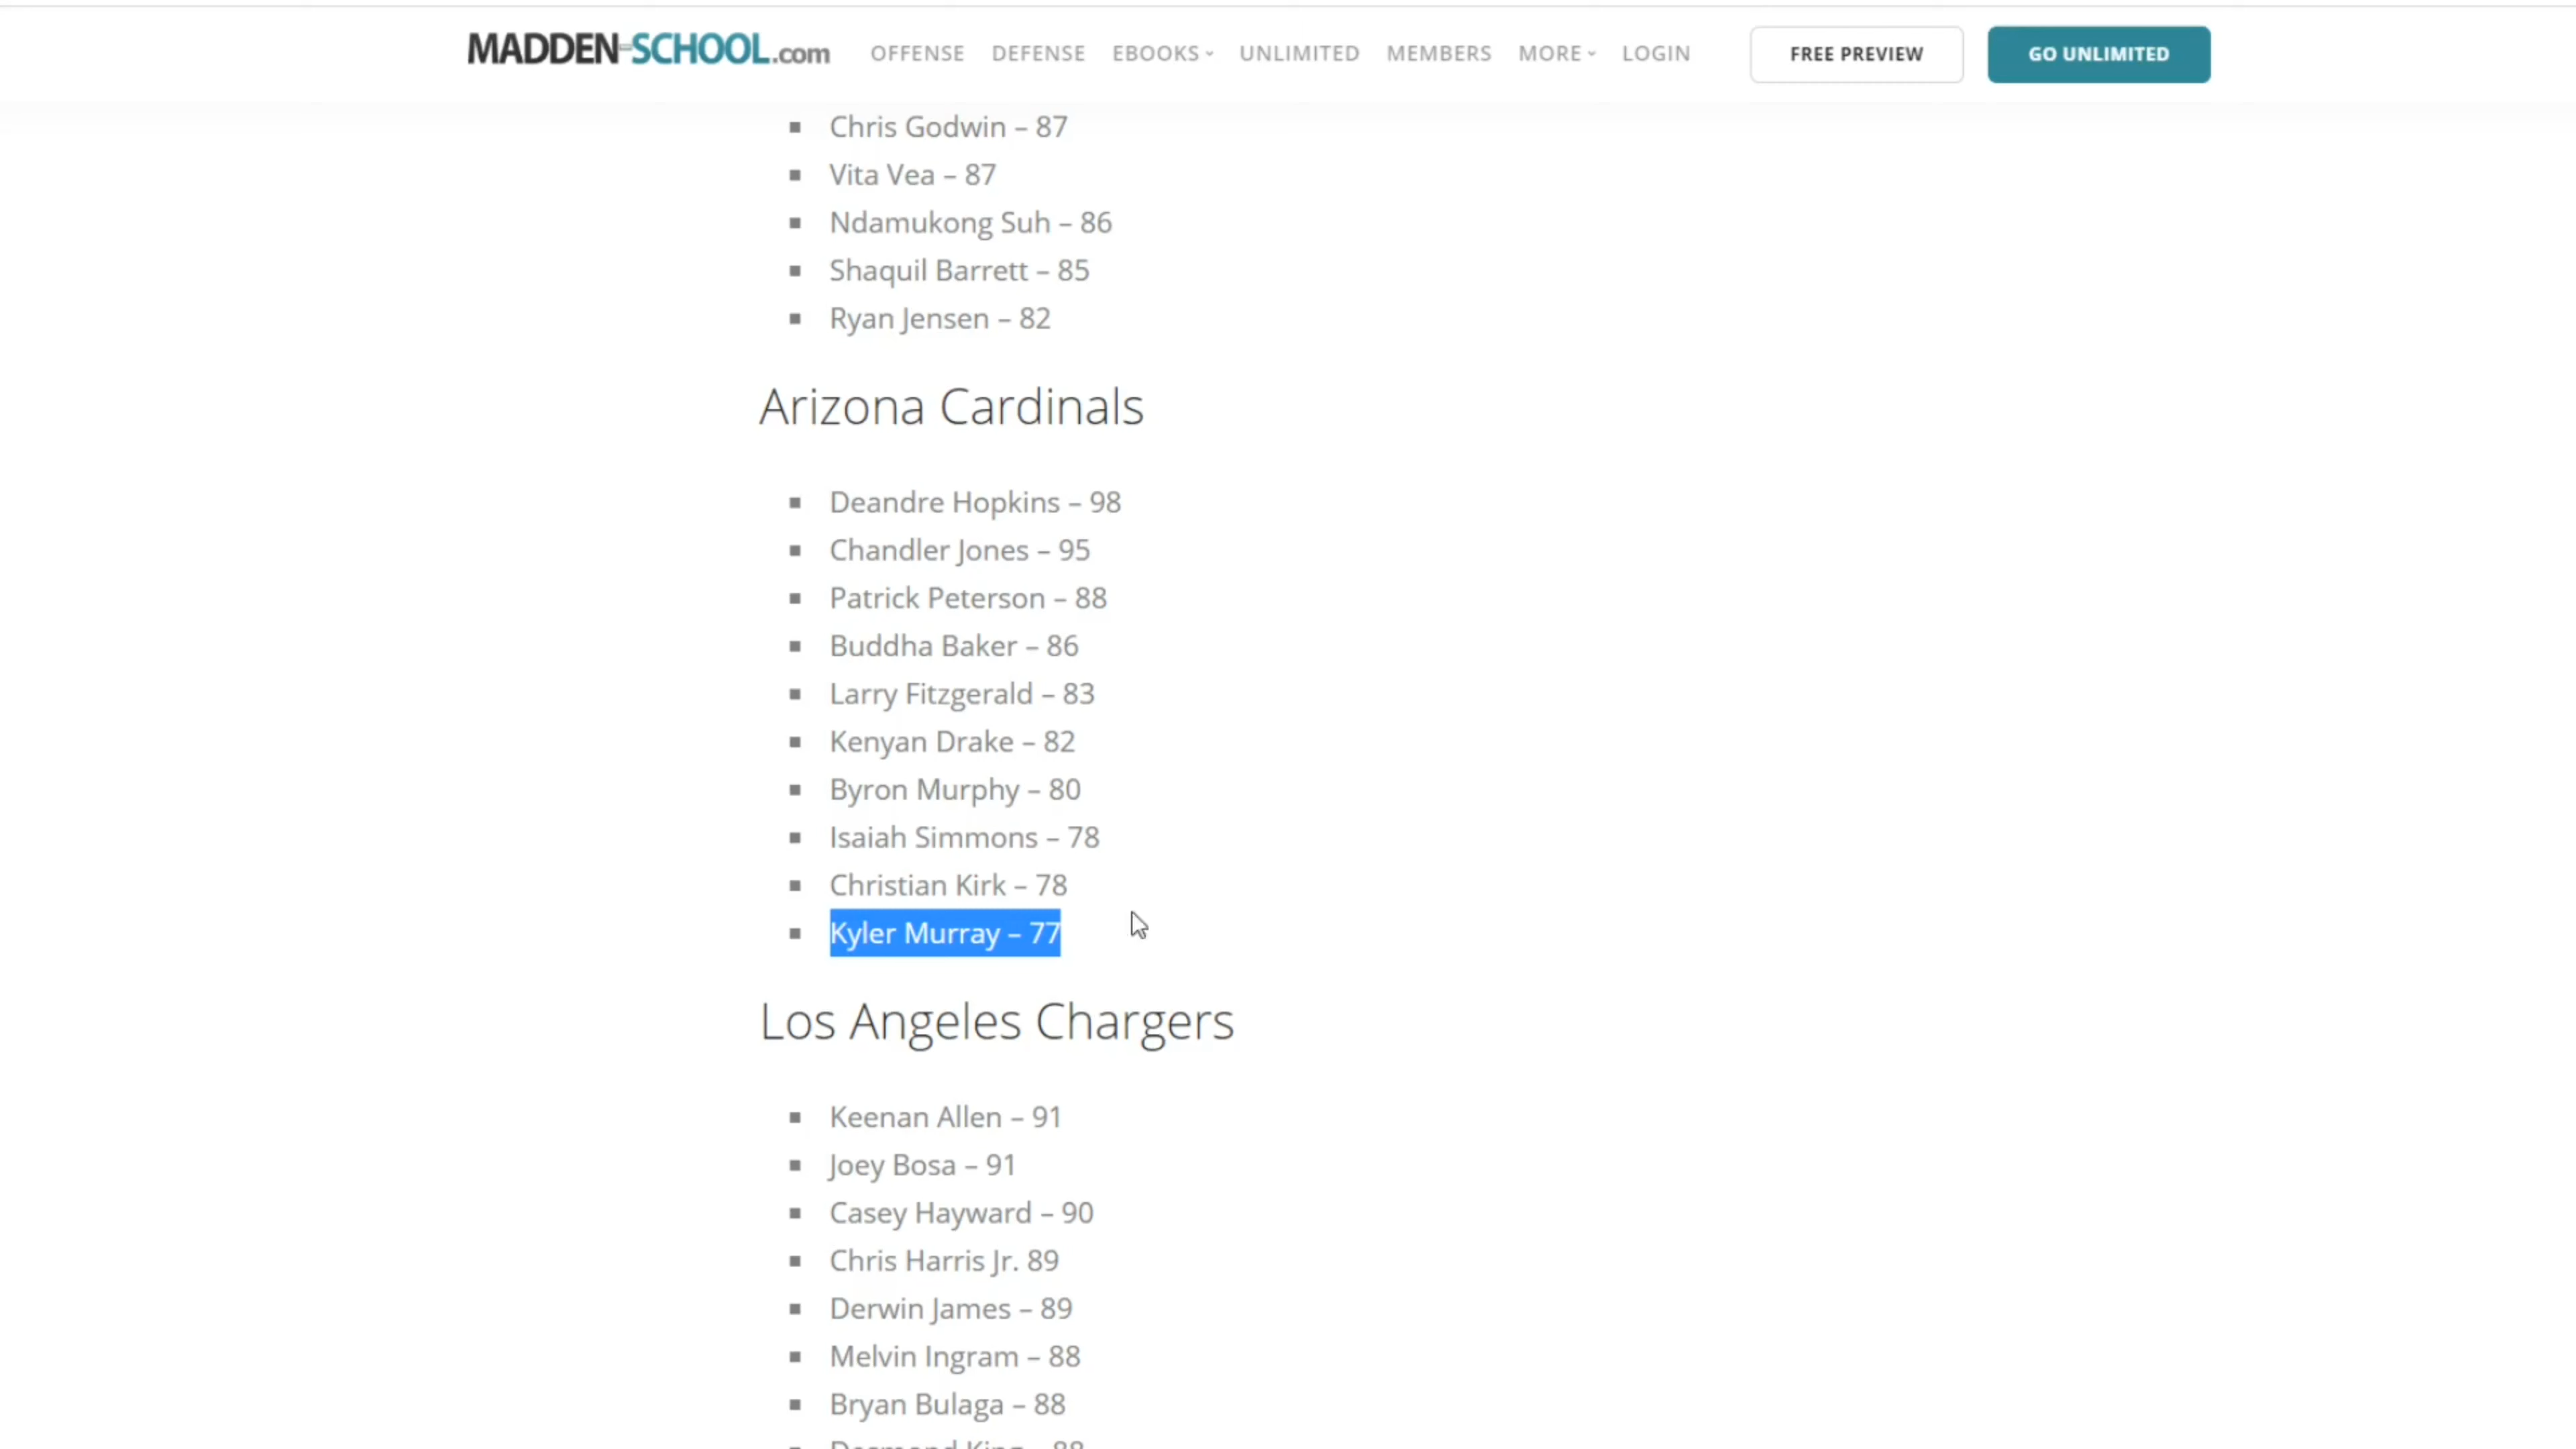 MADDEN-SCHOOL.com OFFENSE DEFENSE EBOOKS UNLIMITED MEMBERS MORE LOGIN FREE PREVIEW GO UNLIMITED
Chris Godwin – 87
Vita Vea – 87
Ndamukong Suh – 86
Shaquil Barrett – 85
Ryan Jensen – 82
Arizona Cardinals
Deandre Hopkins – 98
Chandler Jones – 95
Patrick Peterson – 88
Buddha Baker – 86
Larry Fitzgerald – 83
Kenyan Drake – 82
Byron Murphy – 80
Isaiah Simmons – 78
Christian Kirk – 78
Kyler Murray – 77
Los Angeles Chargers
Keenan Allen – 91
Joey Bosa – 91
Casey Hayward – 90
Chris Harris Jr. 89
Derwin James – 89
Melvin Ingram – 88
Bryan Bulaga – 88
Desmond King – 88